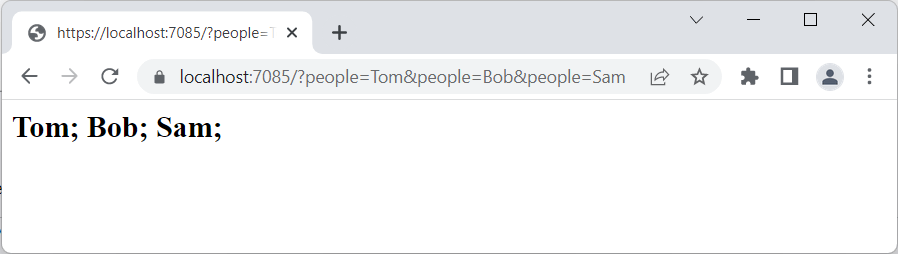 https://localhost:7085/?people=T
localhost:7085/?people=Tom&people=Bob&people=Sam
Tom; Bob; Sam;